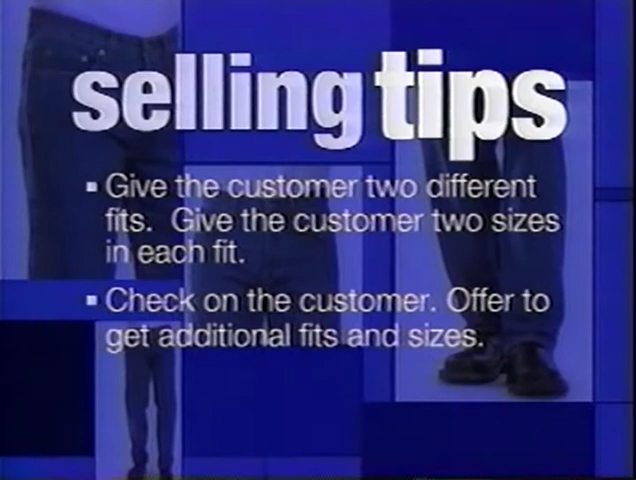 selling tips
▪ Give the customer two different
fits.  Give the customer two sizes
in each fit.
▪ Check on the customer. Offer to
get additional fits and sizes.